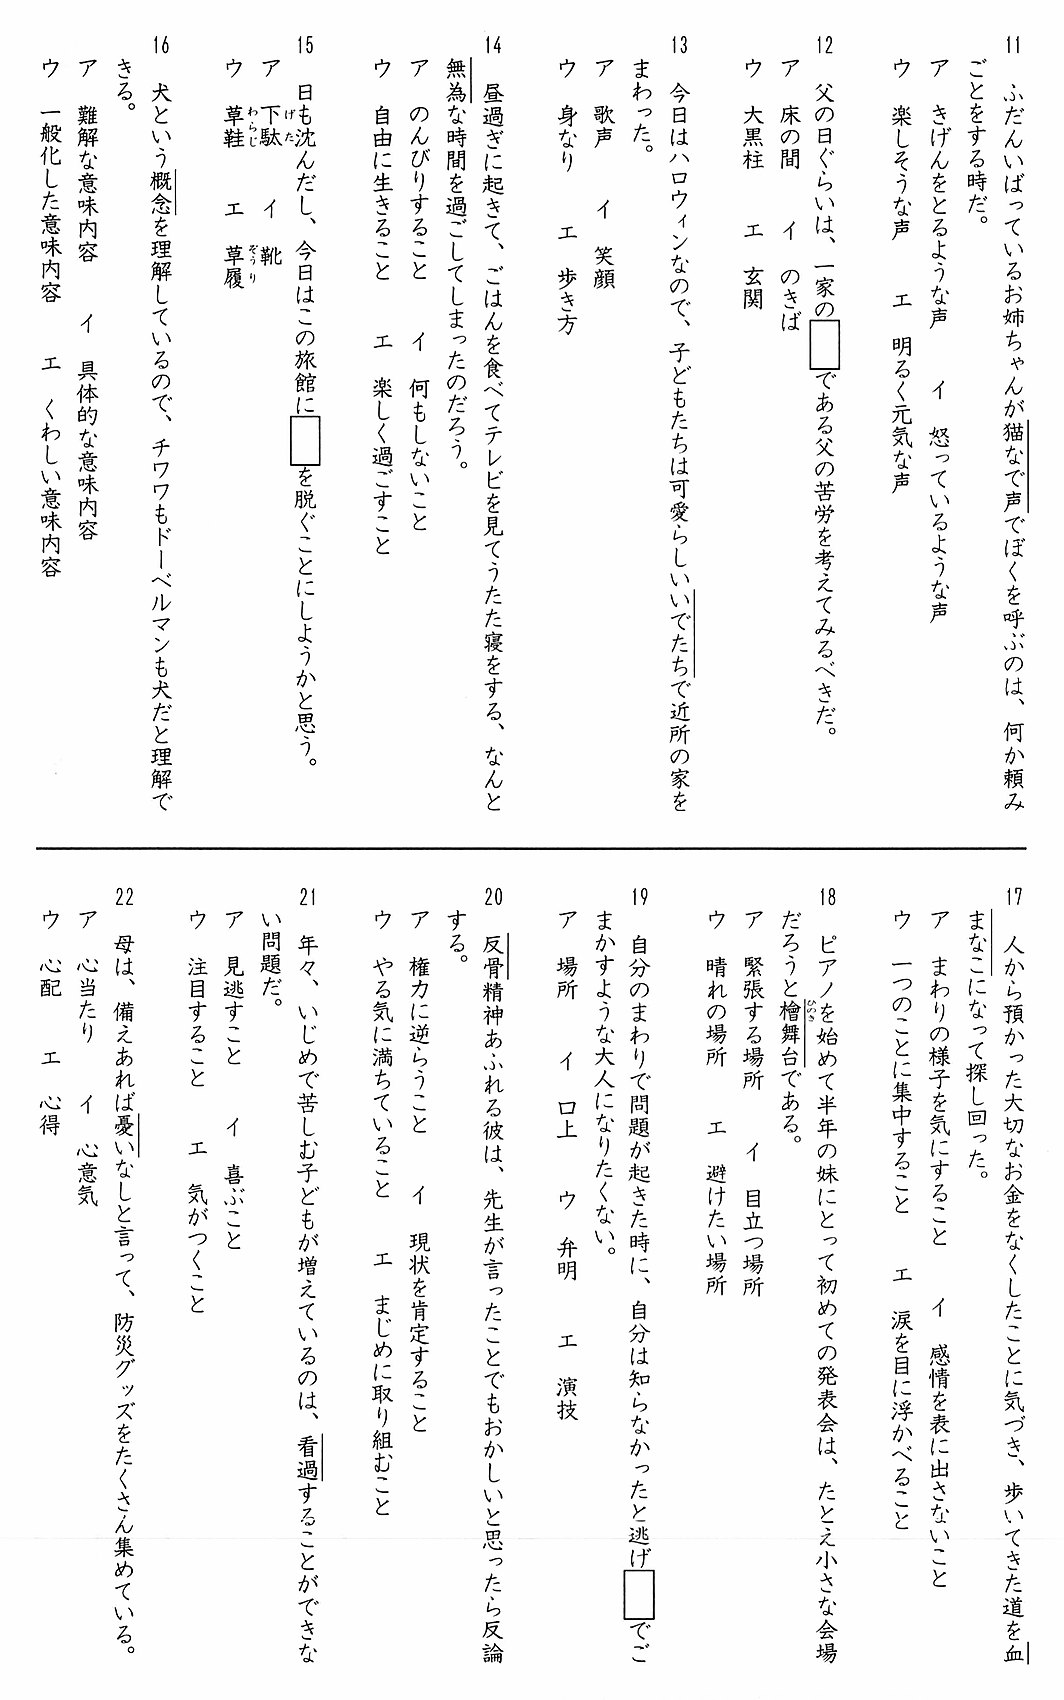 11 ふだんいばっているお姉ちゃんが猫なで声でぼくを呼ぶのは、何か頼み
ごとをする時だ。
ア きげんをとるような声 イ 怒っているような声
ウ 楽しそうな声 エ 明るく元気な声
12 父の日ぐらいは、一家の□である父の苦労を考えてみるべきだ。
ア 床の間 イ のきば
ウ 大黒柱 エ 玄関
13 今日はハロウィンなので、子どもたちは可愛らしいいでたちで近所の家を
まわった。
ア 歌声 イ 笑顔
ウ 身なり エ 歩き方
14 昼過ぎに起きて、ごはんを食べてテレビを見てうたた寝をする、なんと
無為な時間を過ごしてしまったのだろう。
ア のんびりすること イ 何もしないこと
ウ 自由に生きること エ 楽しく過ごすこと
15 日も沈んだし、今日はこの旅館に□を脱ぐことにしようかと思う。
ア 下駄(げた) イ 靴
ウ 草鞋(わらじ) エ 草履(ぞうり)
16 犬という概念を理解しているので、チワワもドーベルマンも犬だと理解で
きる。
ア 難解な意味内容 イ 具体的な意味内容
ウ 一般化した意味内容 エ くわしい意味内容
17 人から預かった大切なお金をなくしたことに気づき、歩いてきた道を血
まなこになって探し回った。
ア まわりの様子を気にすること イ 感情を表に出さないこと
ウ 一つのことに集中すること エ 涙を目に浮かべること
18 ピアノを始めて半年の妹にとって初めての発表会は、たとえ小さな会場
だろうと檜(ひのき)舞台である。
ア 緊張する場所 イ 目立つ場所
ウ 晴れの場所 エ 避けたい場所
19 自分のまわりで問題が起きた時に、自分は知らなかったと逃げ□でご
まかすような大人になりたくない。
ア 場所 イ 口上 ウ 弁明 エ 演技
20 反骨精神あふれる彼は、先生が言ったことでもおかしいと思ったら反論
する。
ア 権力に逆らうこと イ 現状を肯定すること
ウ やる気に満ちていること エ まじめに取り組むこと
21 年々、いじめで苦しむ子どもが増えているのは、看過することができな
い問題だ。
ア 見逃すこと イ 喜ぶこと
ウ 注目すること エ 気がつくこと
22 母は、備えあれば憂いなしと言って、防災グッズをたくさん集めている。
ア 心当たり イ 心意気
ウ 心配 エ 心得